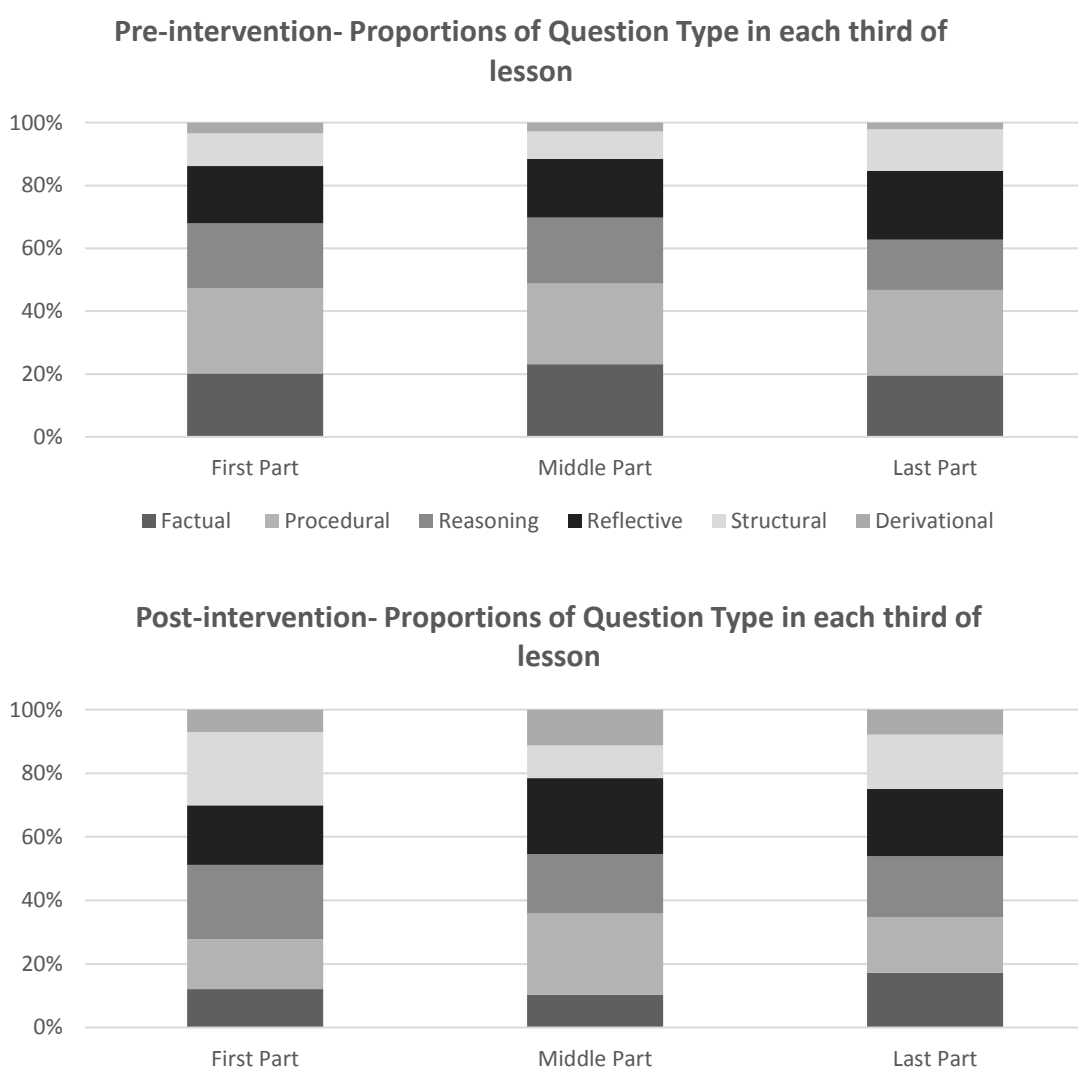 Pre-intervention- Proportions of Question Type in each third of
lesson
100%
80%
60%
40%
20%
0%
First Part Middle Part Last Part
Factual Procedural Reasoning Reflective Structural Derivational
Post-intervention- Proportions of Question Type in each third of
lesson
100%
80%
60%
40%
20%
0%
First Part Middle Part Last Part